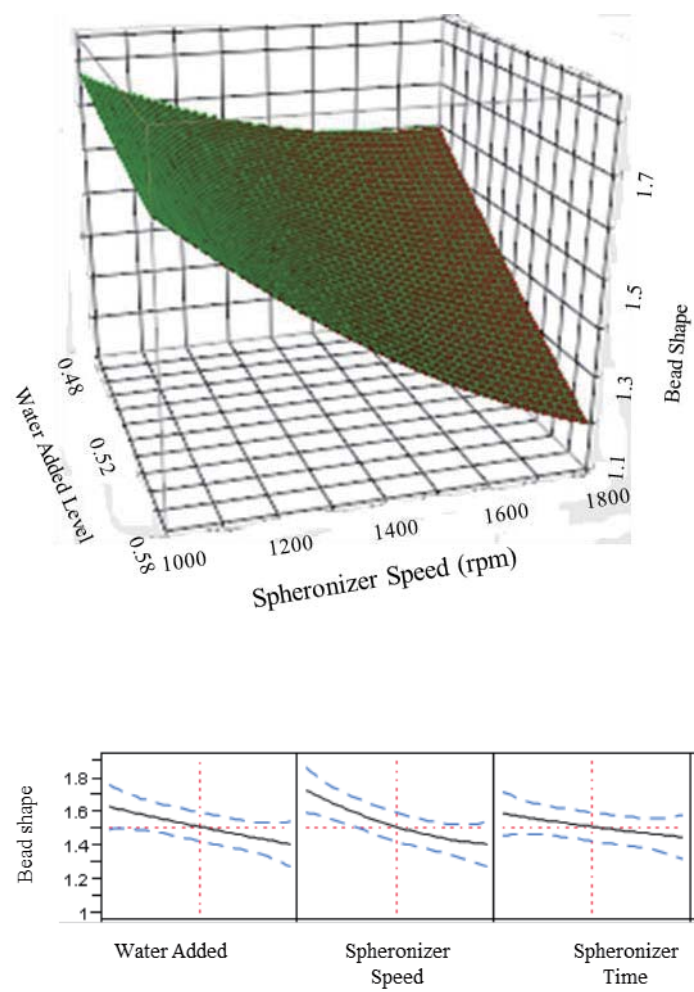 1.7
1.5
1.3
1.1
Bead Shape
0.48
0.52
0.58
Water Added Level
1000
1200
1400
1600
1800
Spheronizer Speed (rpm)
Bead shape
1.8
1.6
1.4
1.2
1
Water Added
Spheronizer
Speed
Spheronizer
Time